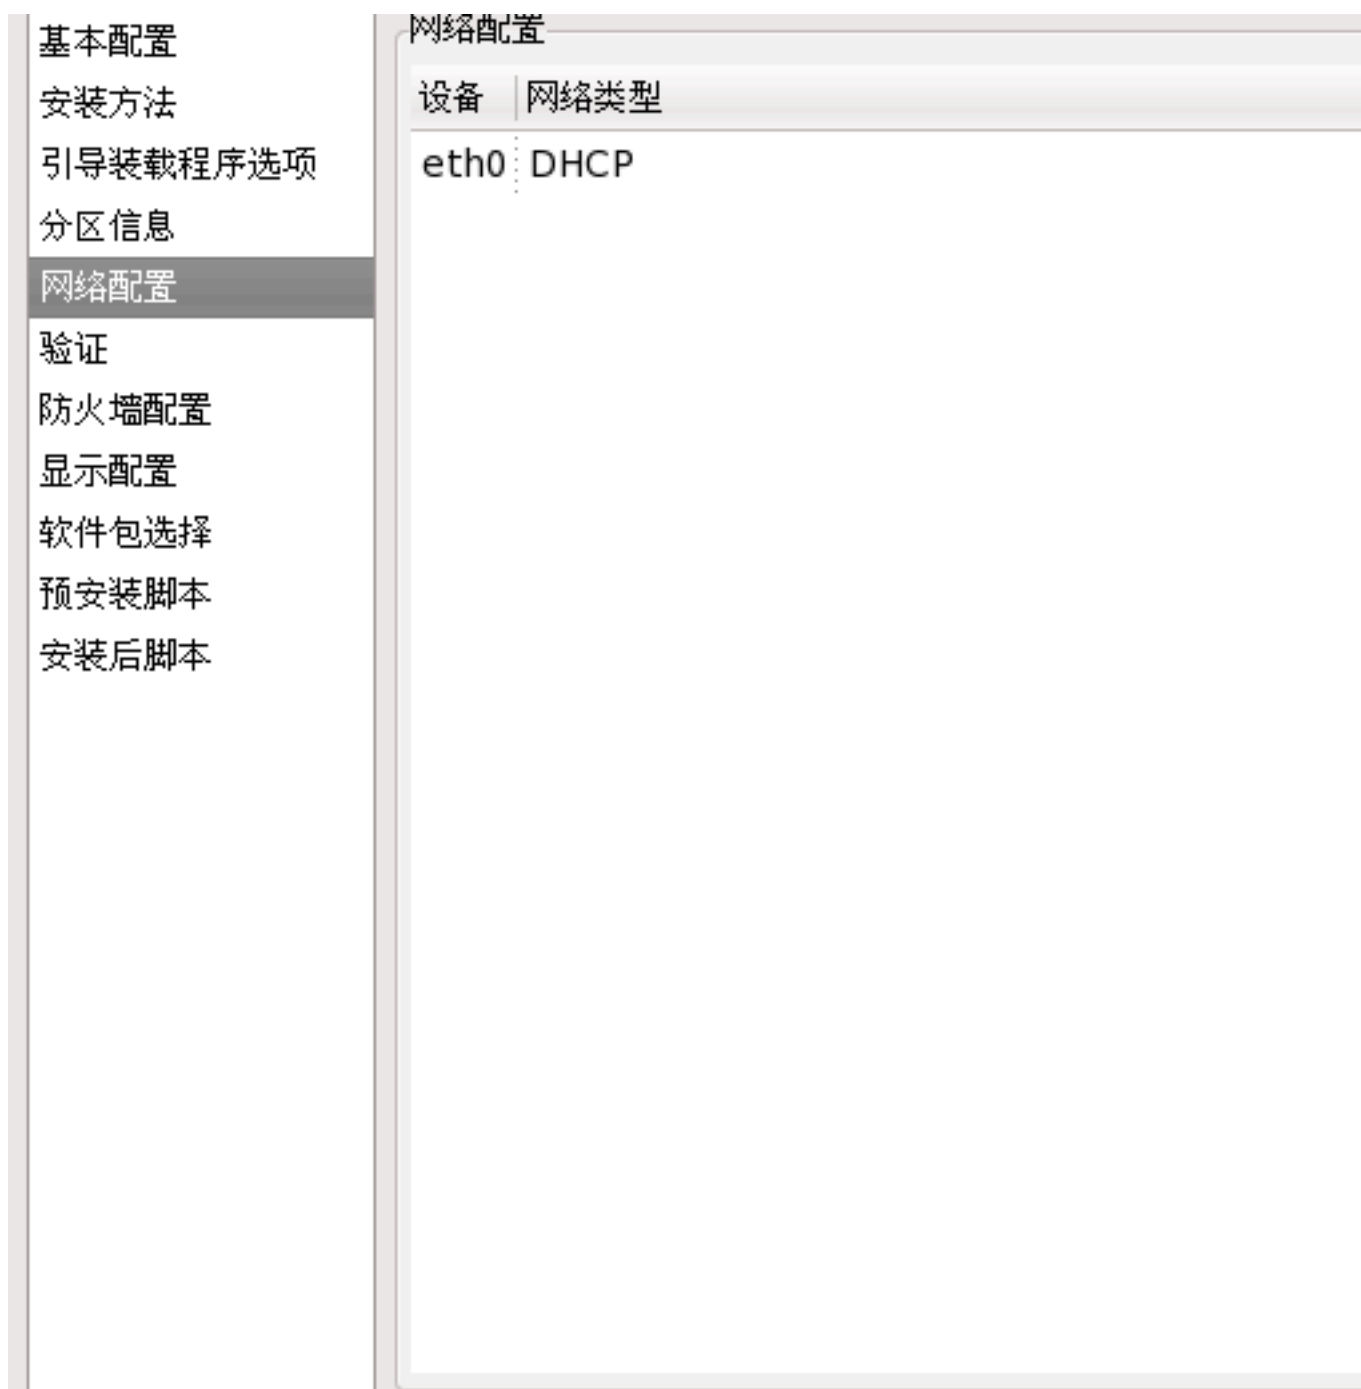 基本配置
安装方法
引导装载程序选项
分区信息
网络配置
验证
防火墙配置
显示配置
软件包选择
预安装脚本
安装后脚本
网络配置
设备 网络类型
eth0 DHCP